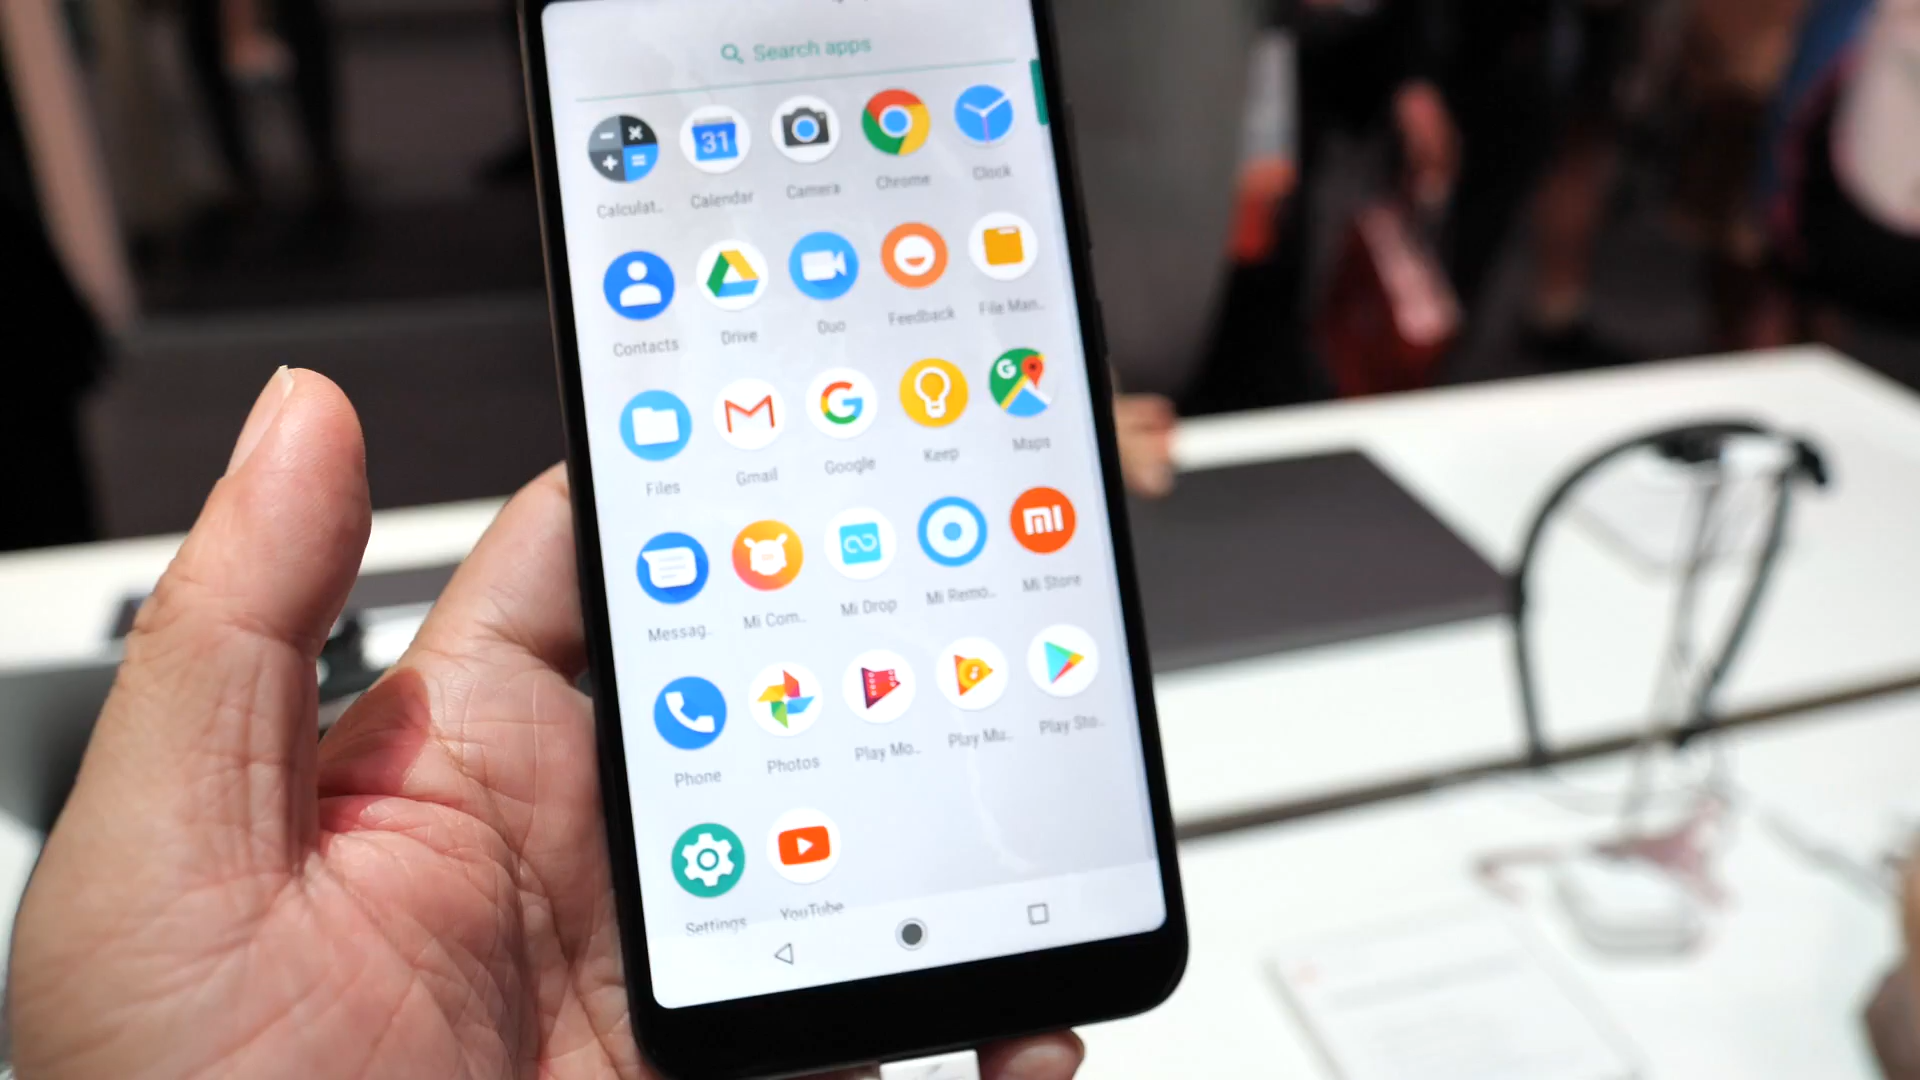 Search apps
31
Calculat.. Calendar Camera Chrome Clock
Contacts Drive Duo Feedback File Man..
G
Files Gmail Google Keep Maps
mi
Messag.. Mi Com.. Mi Drop Mi Remo.. Mi Store
Phone Photos Play Mo.. Play Mu.. Play Sto..
Settings YouTube